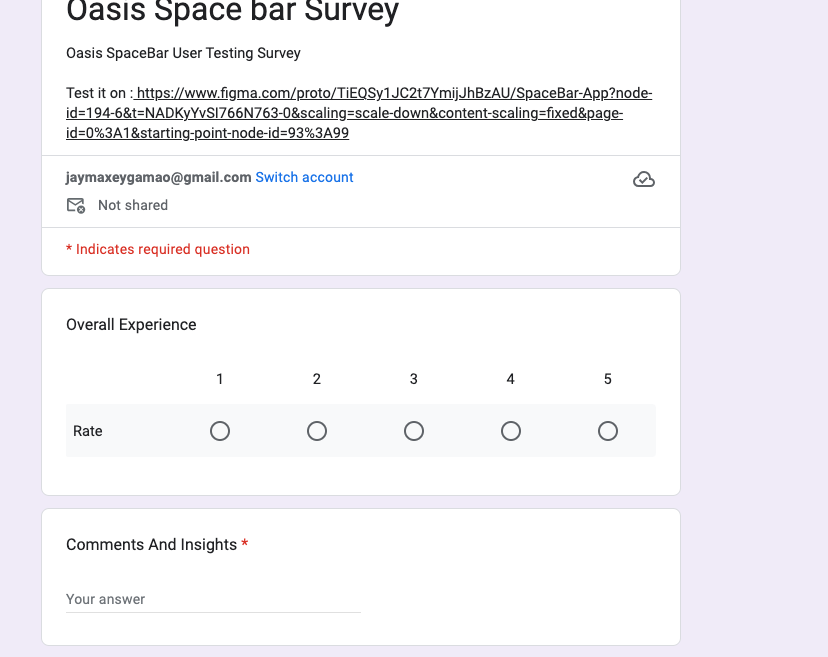 Oasis Space bar Survey
Oasis SpaceBar User Testing Survey
Test it on : https://www.figma.com/proto/TiEQSy1JC2t7YmijJhBzAU/SpaceBar-App?node-
id=194-6&t=NADKyYvSl766N763-0&scaling=scale-down&content-scaling=fixed&page-
id=0%3A1&starting-point-node-id=93%3A99
jaymaxeygamao@gmail.com Switch account
Not shared
* Indicates required question
Overall Experience
1 2 3 4 5
Rate
Comments And Insights *
Your answer